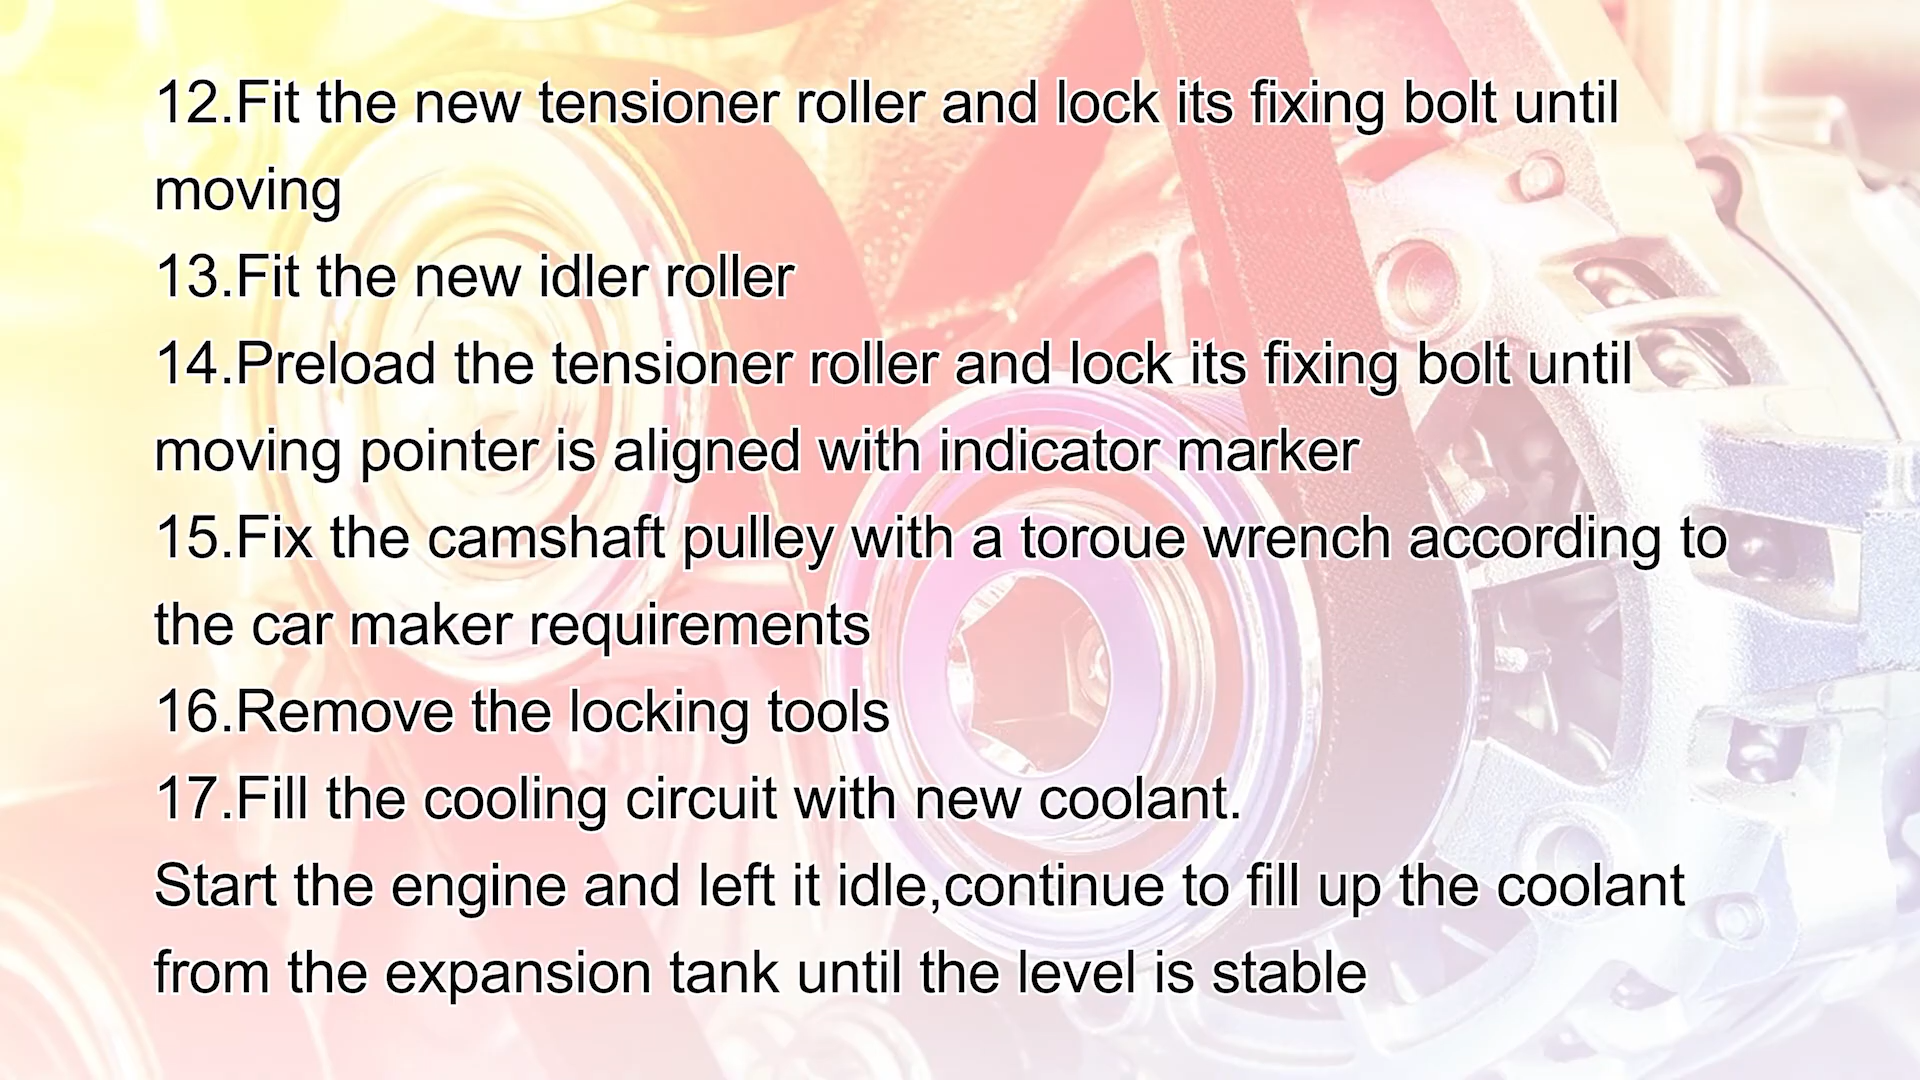 12.Fit the new tensioner roller and lock its fixing bolt until
moving
13.Fit the new idler roller
14.Preload the tensioner roller and lock its fixing bolt until
moving pointer is aligned with indicator marker
15.Fix the camshaft pulley with a toroue wrench according to
the car maker requirements
16.Remove the locking tools
17.Fill the cooling circuit with new coolant.
Start the engine and left it idle,continue to fill up the coolant
from the expansion tank until the level is stable